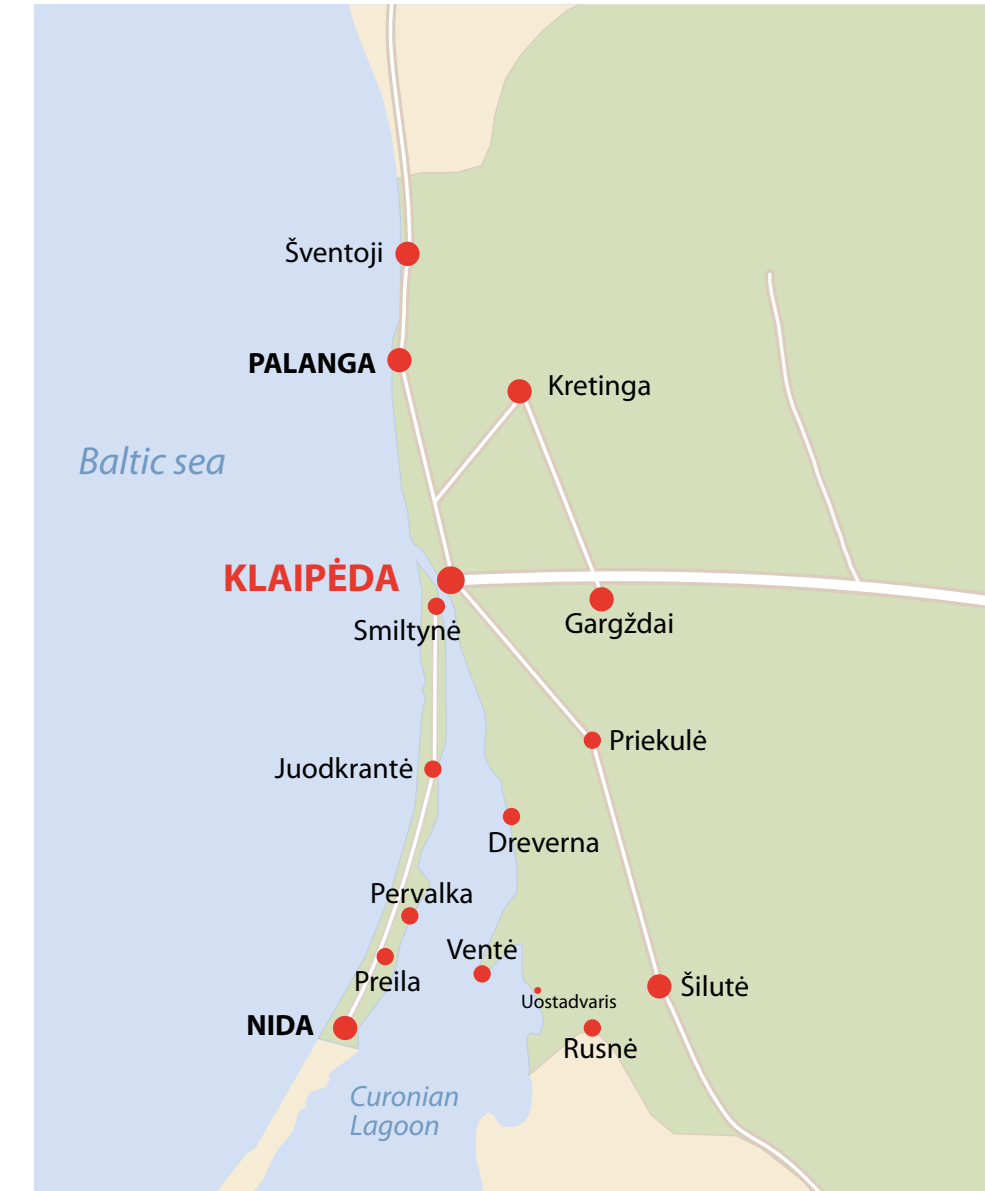 Šventoji
PALANGA
Kretinga
Baltic sea
KLAIPĖDA
Smiltynė
Gargždai
Priekulė
Juodkrantė
Dreverna
Pervalka
Ventė
Preila
Uostadvaris
Šilutė
NIDA
Rusnė
Curonian
Lagoon